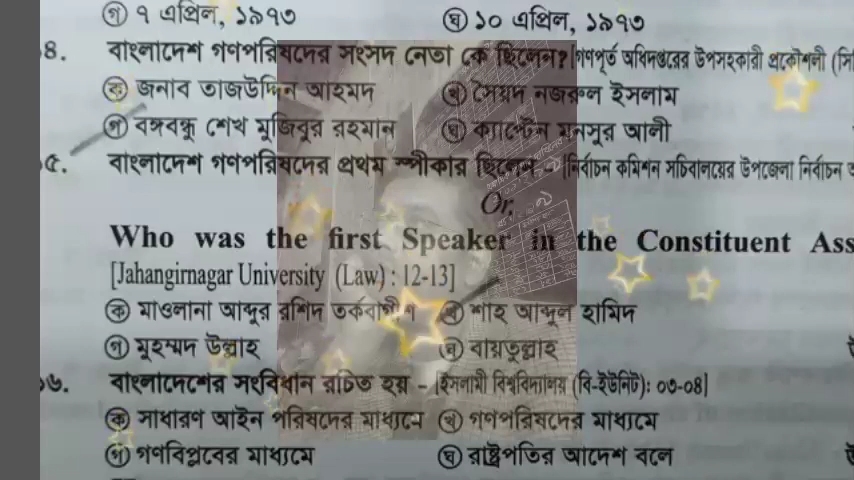 গ ৭ এপ্রিল, ১৯৭৩ ঘ ১০ এপ্রিল, ১৯৭৩
৪. বাংলাদেশ গণপরিষদের সংসদ নেতা কে ছিলেন? [গণপূর্ত অধিদপ্তরের উপসহকারী প্রকৌশলী (সি
ক জনাব তাজউদ্দিন আহমদ খ সৈয়দ নজরুল ইসলাম
গ বঙ্গবন্ধু শেখ মুজিবুর রহমান ঘ ক্যাপ্টেন মনসুর আলী
৫. বাংলাদেশ গণপরিষদের প্রথম স্পীকার ছিলেন - [নির্বাচন কমিশন সচিবালয়ের উপজেলা নির্বাচন
Or,
Who was the first Speaker in the Constituent Ass
[Jahangirnagar University (Law) : 12-13]
ক মাওলানা আব্দুর রশিদ তর্কবাগীশ খ শাহ আব্দুল হামিদ
গ মুহম্মদ উল্লাহ ঘ বায়তুল্লাহ
১৬. বাংলাদেশের সংবিধান রচিত হয় - [ইসলামী বিশ্ববিদ্যালয় (বি-ইউনিট): ০৩-০৪]
ক সাধারণ আইন পরিষদের মাধ্যমে খ গণপরিষদের মাধ্যমে
গ গণবিপ্লবের মাধ্যমে ঘ রাষ্ট্রপতির আদেশ বলে